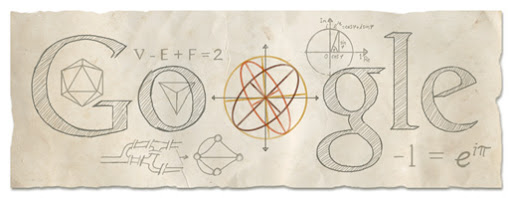 Google
V - E + F = 2
-1 = e^{iπ}